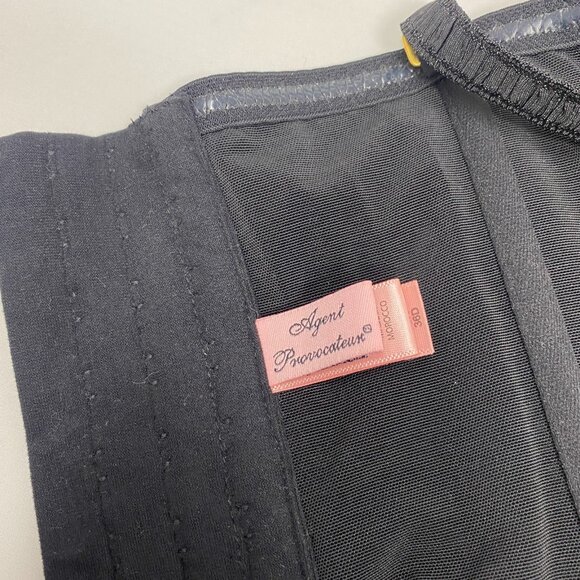 Agent
Provocateur®
MOROCCO
36D